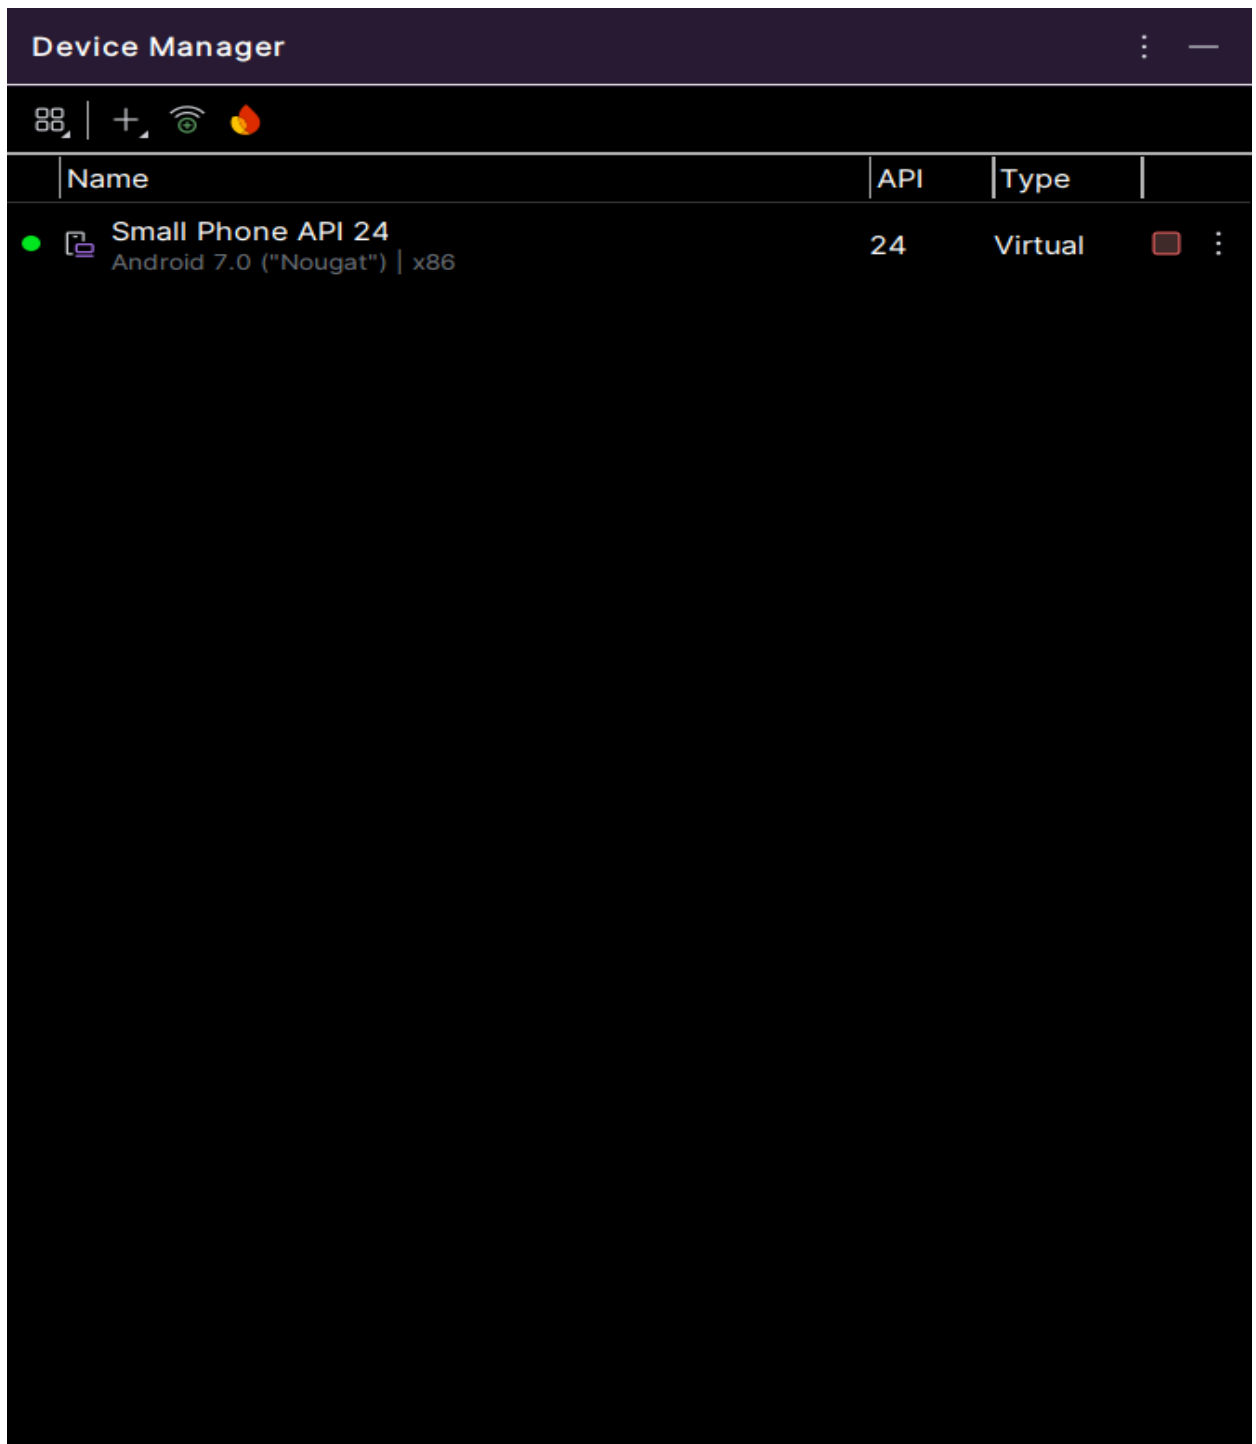 Device Manager
Name API Type
Small Phone API 24 24 Virtual
Android 7.0 ("Nougat") | x86